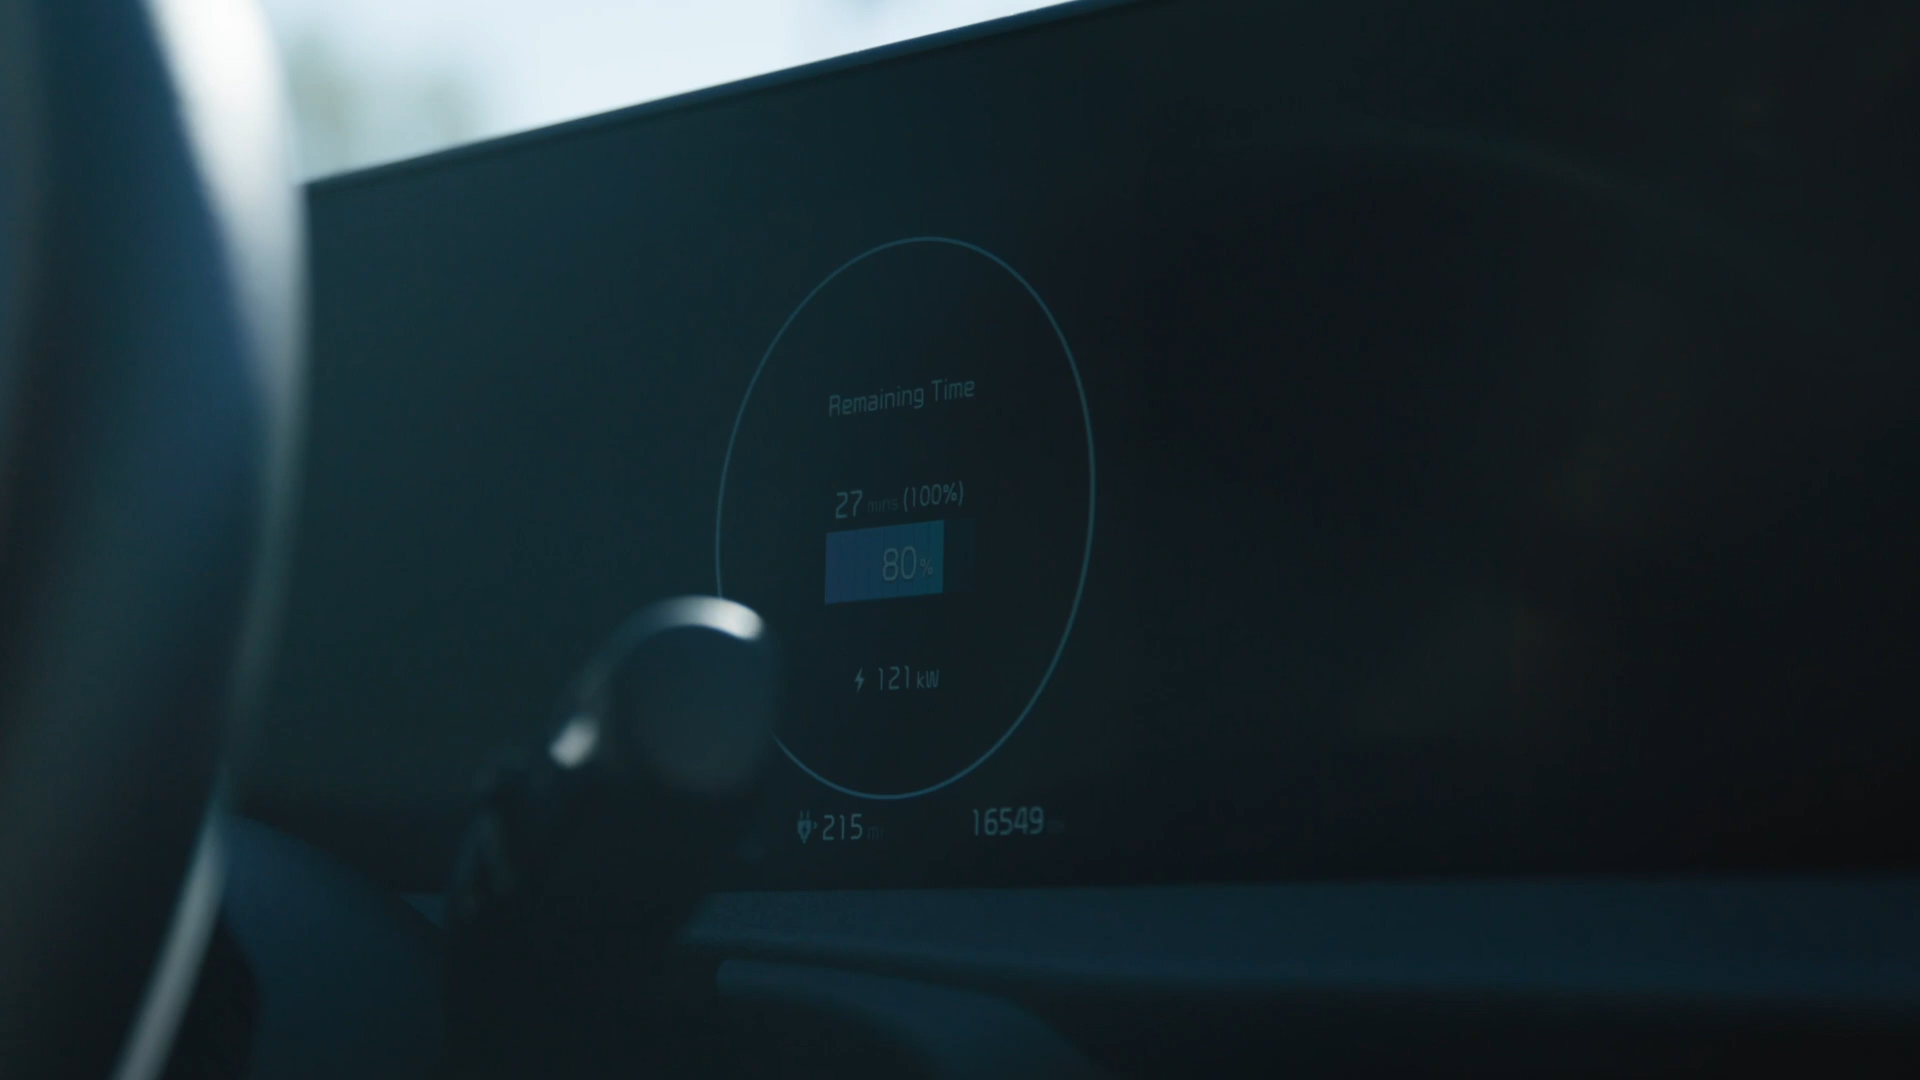 Remaining Time
27 mins (100%)
80%
121 kW
215
16549